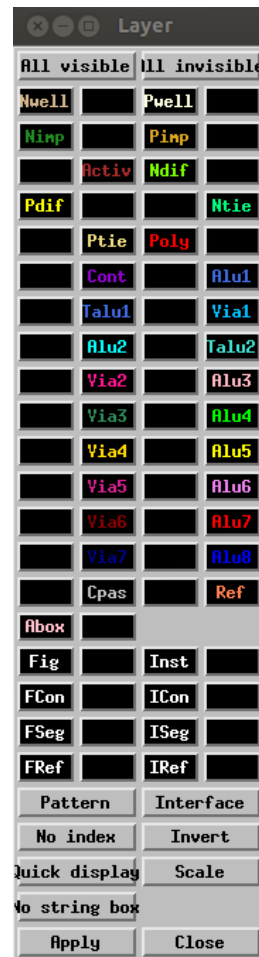 Layer
All visible ll invisible
Nwell Pwell
Nimp Pimp
Activ Ndif
Pdif Ntie
Ptie Poly
Cont Alu1
Talu1 Via1
Alu2 Talu2
Via2 Alu3
Via3 Alu4
Via4 Alu5
Via5 Alu6
Via6 Alu7
Via7 Alu8
Cpas Ref
Abox
Fig Inst
FCon ICon
FSeg ISeg
FRef IRef
Pattern Interface
No index Invert
Quick display Scale
No string box
Apply Close